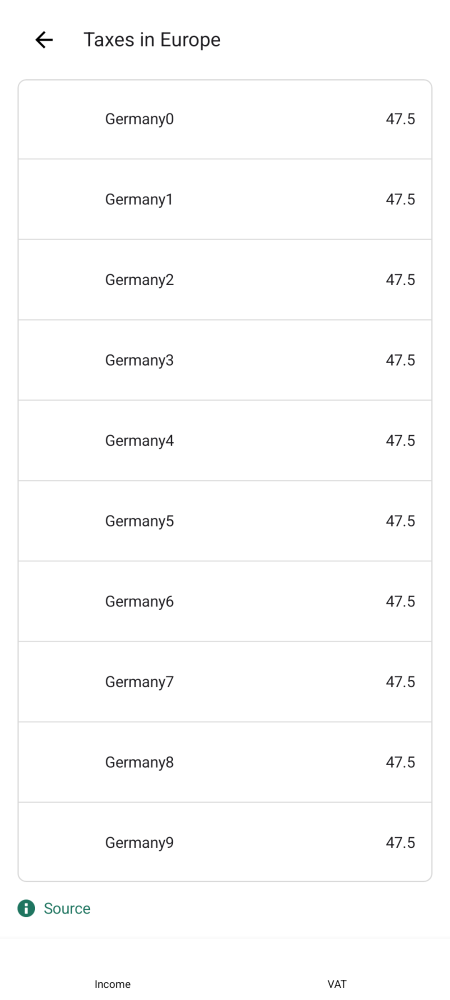 Taxes in Europe
Germany0 47.5
Germany1 47.5
Germany2 47.5
Germany3 47.5
Germany4 47.5
Germany5 47.5
Germany6 47.5
Germany7 47.5
Germany8 47.5
Germany9 47.5
Source
Income VAT